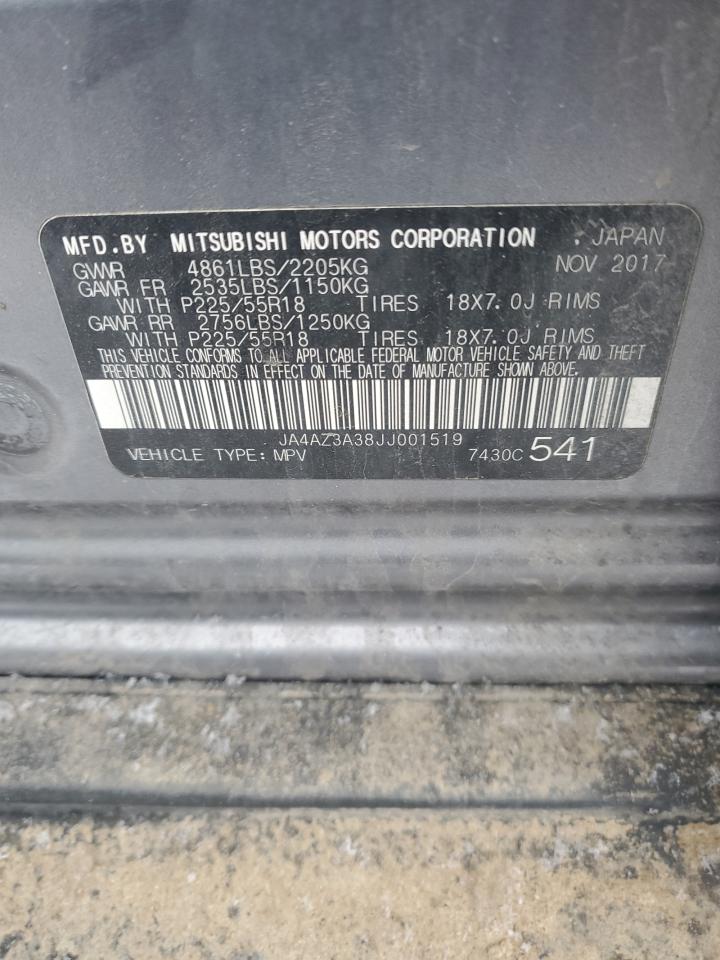 MFD.BY MITSUBISHI MOTORS CORPORATION . JAPAN
GVWR 4861LBS/2205KG NOV 2017
GAWR FR 2535LBS/1150KG
WITH P225/55R18 TIRES 18X7.0J RIMS
GAWR RR 2756LBS/1250KG
WITH P225/55R18 TIRES 18X7.0J RIMS
THIS VEHICLE CONFORMS TO ALL APPLICABLE FEDERAL MOTOR VEHICLE SAFETY AND THEFT
PREVENTION STANDARDS IN EFFECT ON THE DATE OF MANUFACTURE SHOWN ABOVE.
JA4AZ3A38JJ001519
VEHICLE TYPE: MPV 7430C 541